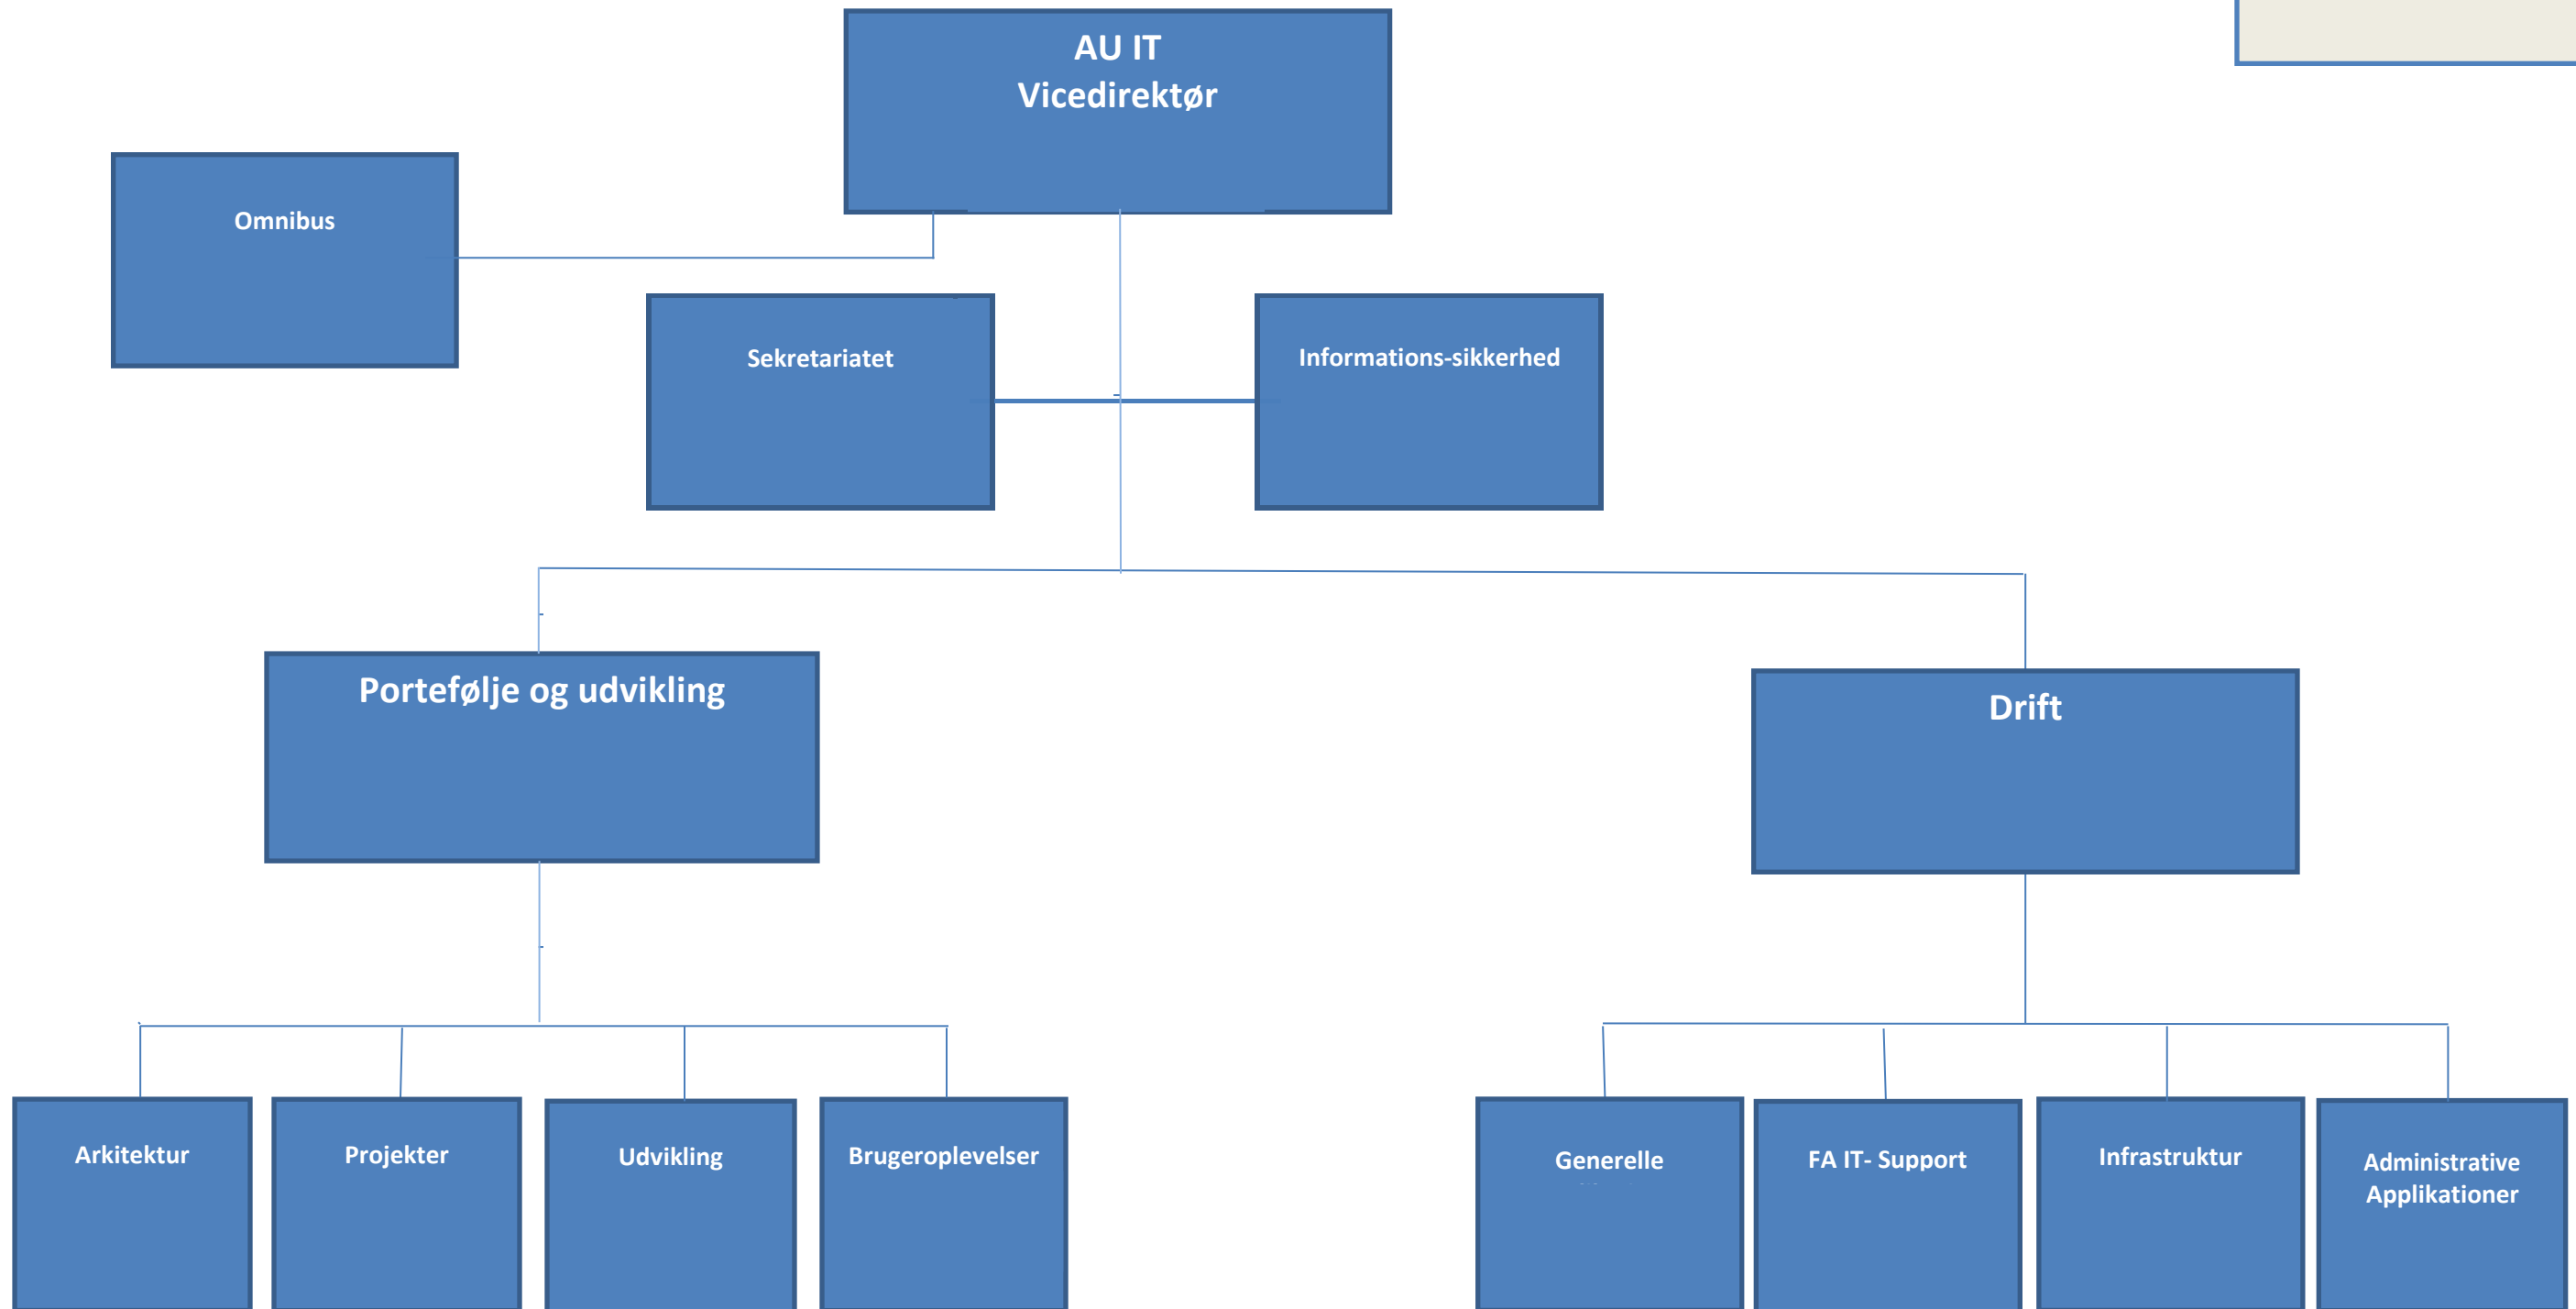 AU IT
Vicedirektør
Omnibus
Sekretariatet
Informations-sikkerhed
Portefølje og udvikling
Drift
Arkitektur
Projekter
Udvikling
Brugeroplevelser
Generelle
FA IT- Support
Infrastruktur
Administrative
Applikationer